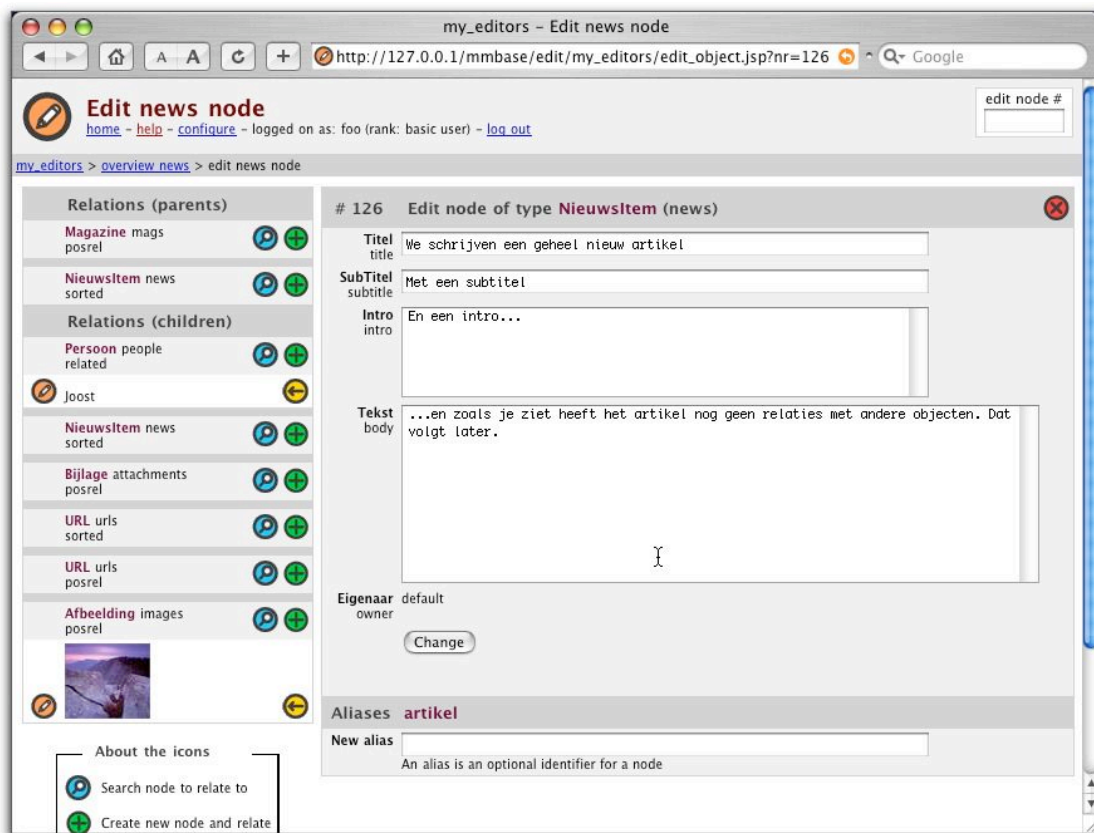 my_editors – Edit news node
A A
http://127.0.0.1/mmbase/edit/my_editors/edit_object.jsp?nr=126
Google
Edit news node
home – help – configure – logged on as: foo (rank: basic user) – log out
edit node #
my_editors > overview news > edit news node
Relations (parents)
Magazine mags
posrel
NieuwsItem news
sorted
Relations (children)
Persoon people
related
Joost
NieuwsItem news
sorted
Bijlage attachments
posrel
URL urls
sorted
URL urls
posrel
Afbeelding images
posrel
About the icons
Search node to relate to
Create new node and relate
# 126 Edit node of type NieuwsItem (news)
Titel
title
We schrijven een geheel nieuw artikel
SubTitel
subtitle
Met een subtitel
Intro
intro
En een intro...
Tekst
body
...en zoals je ziet heeft het artikel nog geen relaties met andere objecten. Dat
volgt later.
Eigenaar default
owner
Change
Aliases artikel
New alias
An alias is an optional identifier for a node